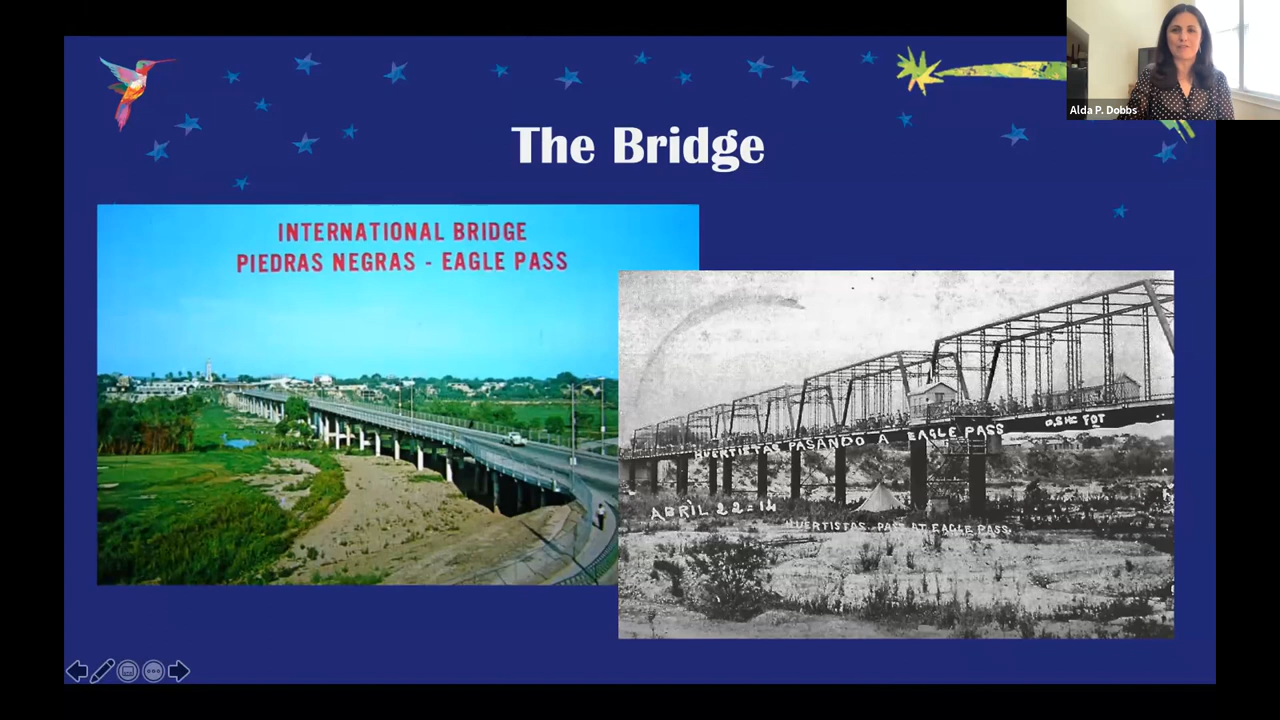 Alda P. Dobbs
The Bridge
INTERNATIONAL BRIDGE
PIEDRAS NEGRAS - EAGLE PASS
HUERTISTAS PASANDO A EAGLE PASS
ABRIL 22=14
HUERTISTAS PASS AT EAGLE PASS